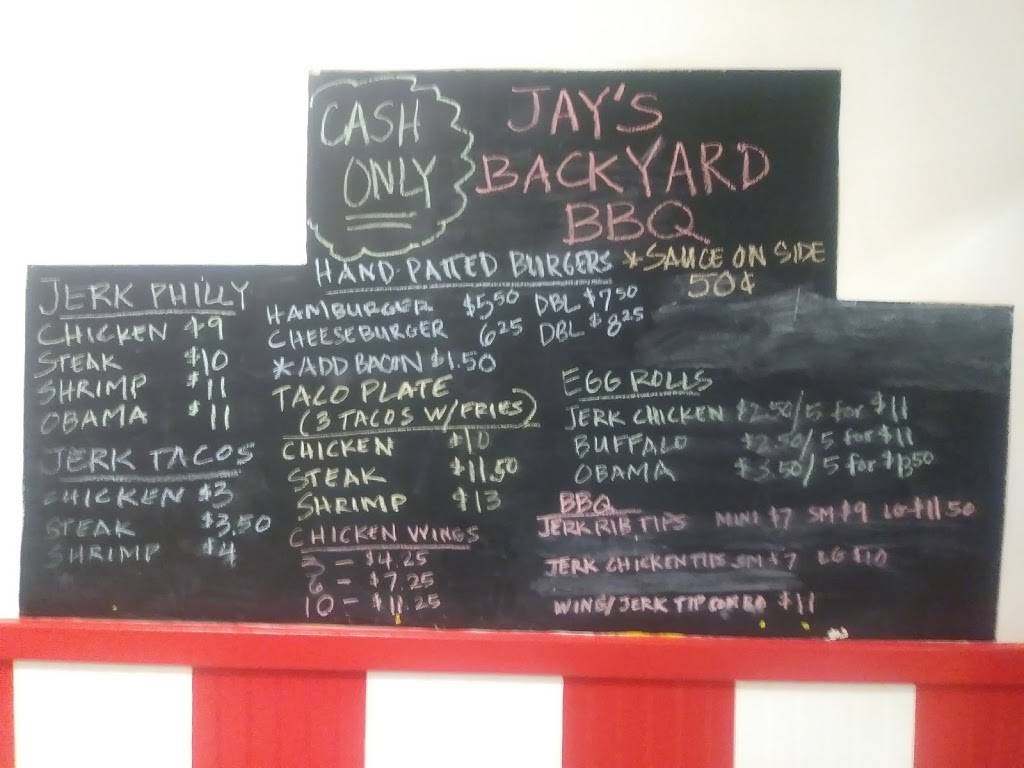 CASH
ONLY
JAY'S
BACKYARD
BBQ
*SAUCE ON SIDE
50¢
JERK PHILLY
CHICKEN $9
STEAK $10
SHRIMP $11
OBAMA $11
JERK TACOS
CHICKEN $3
STEAK $3,50
SHRIMP $4
HAND-PATTED BURGERS
HAMBURGER $5.50 DBL $7.50
CHEESEBURGER 6.25 DBL $8.25
*ADD BACON $1.50
TACO PLATE
(3 TACOS W/FRIES)
CHICKEN $10
STEAK $11.50
SHRIMP $13
CHICKEN WINGS
3 - $4.25
6 - $7.25
10 - $11.25
EGG ROLLS
JERK CHICKEN $2.50/5 for $11
BUFFALO $2.50/5 for $11
OBAMA $3.50/5 for $13.50
BBQ
JERK RIB TIPS MINI $7 SM $9 LG $11.50
JERK CHICKEN TIPS SM $7 LG $10
WING/JERK TIP COMBO $11